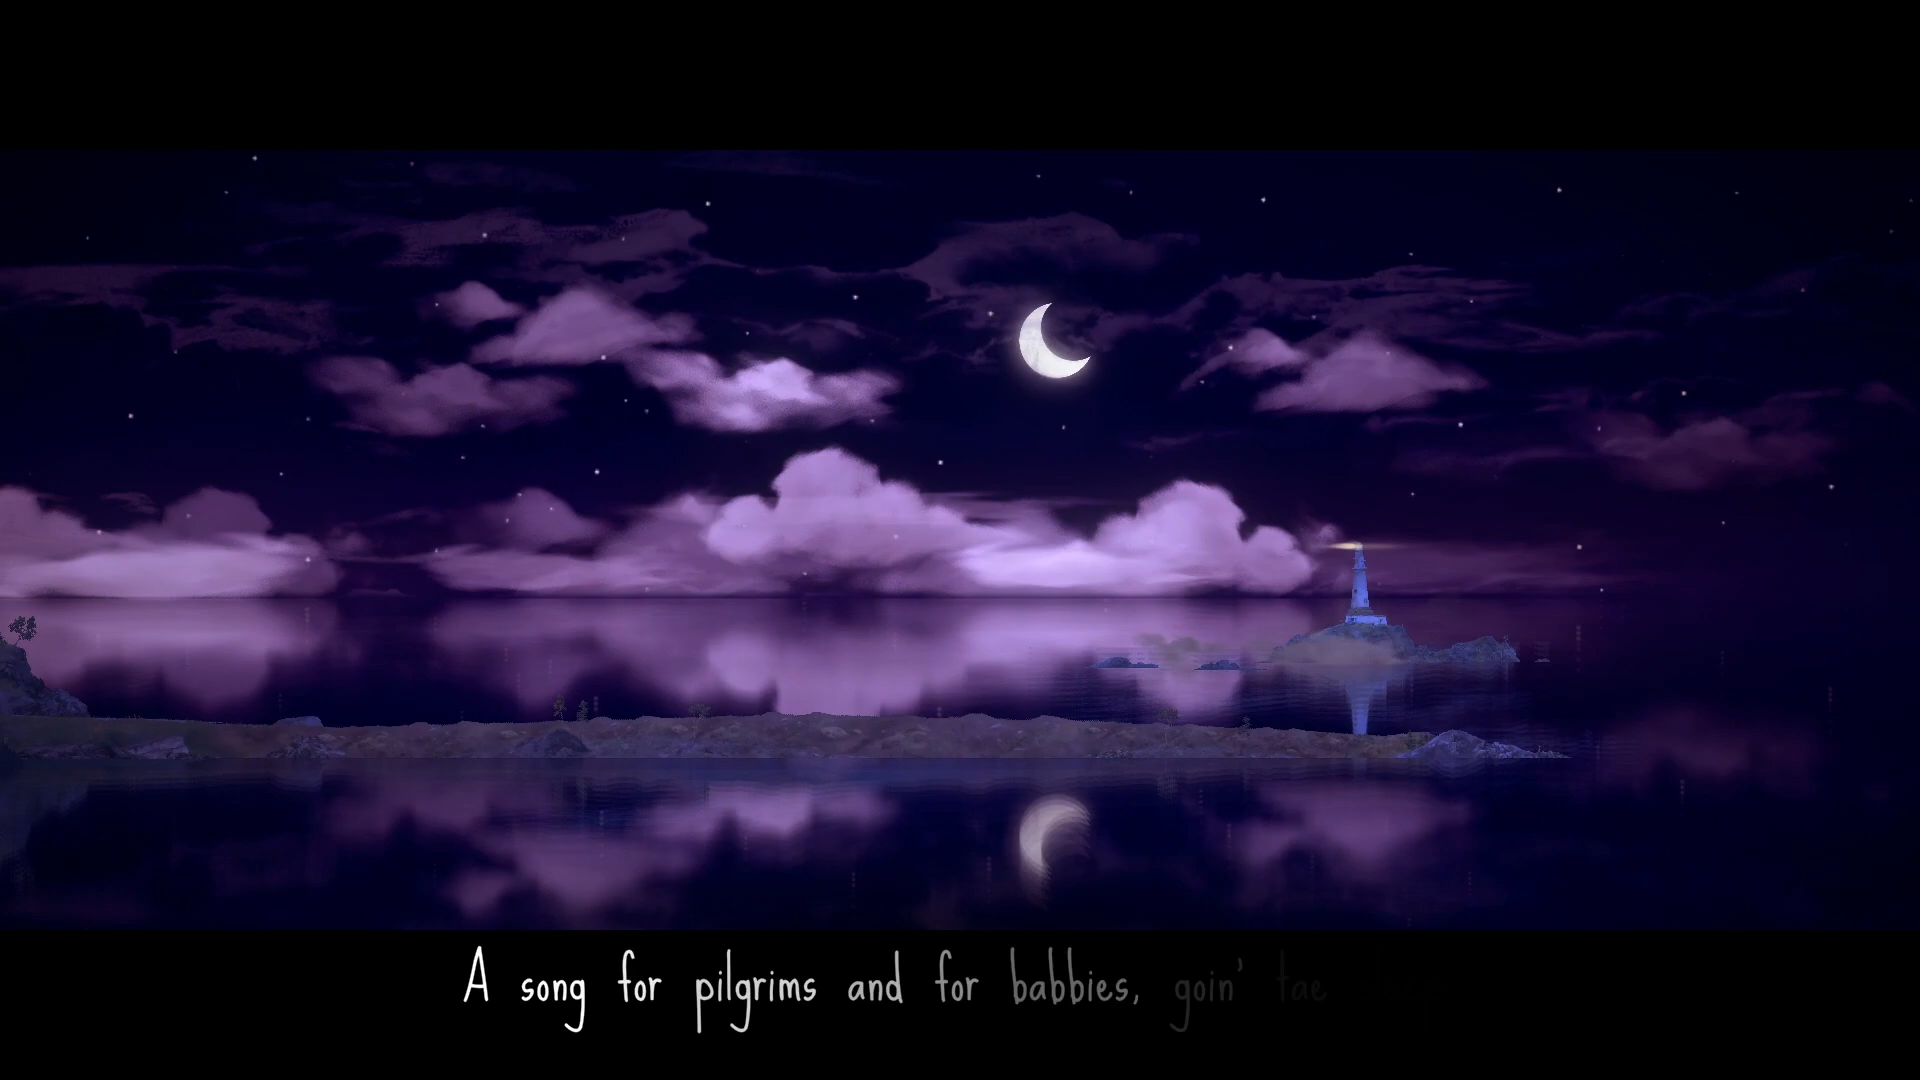 A song for pilgrims and for babbies, goin' tae